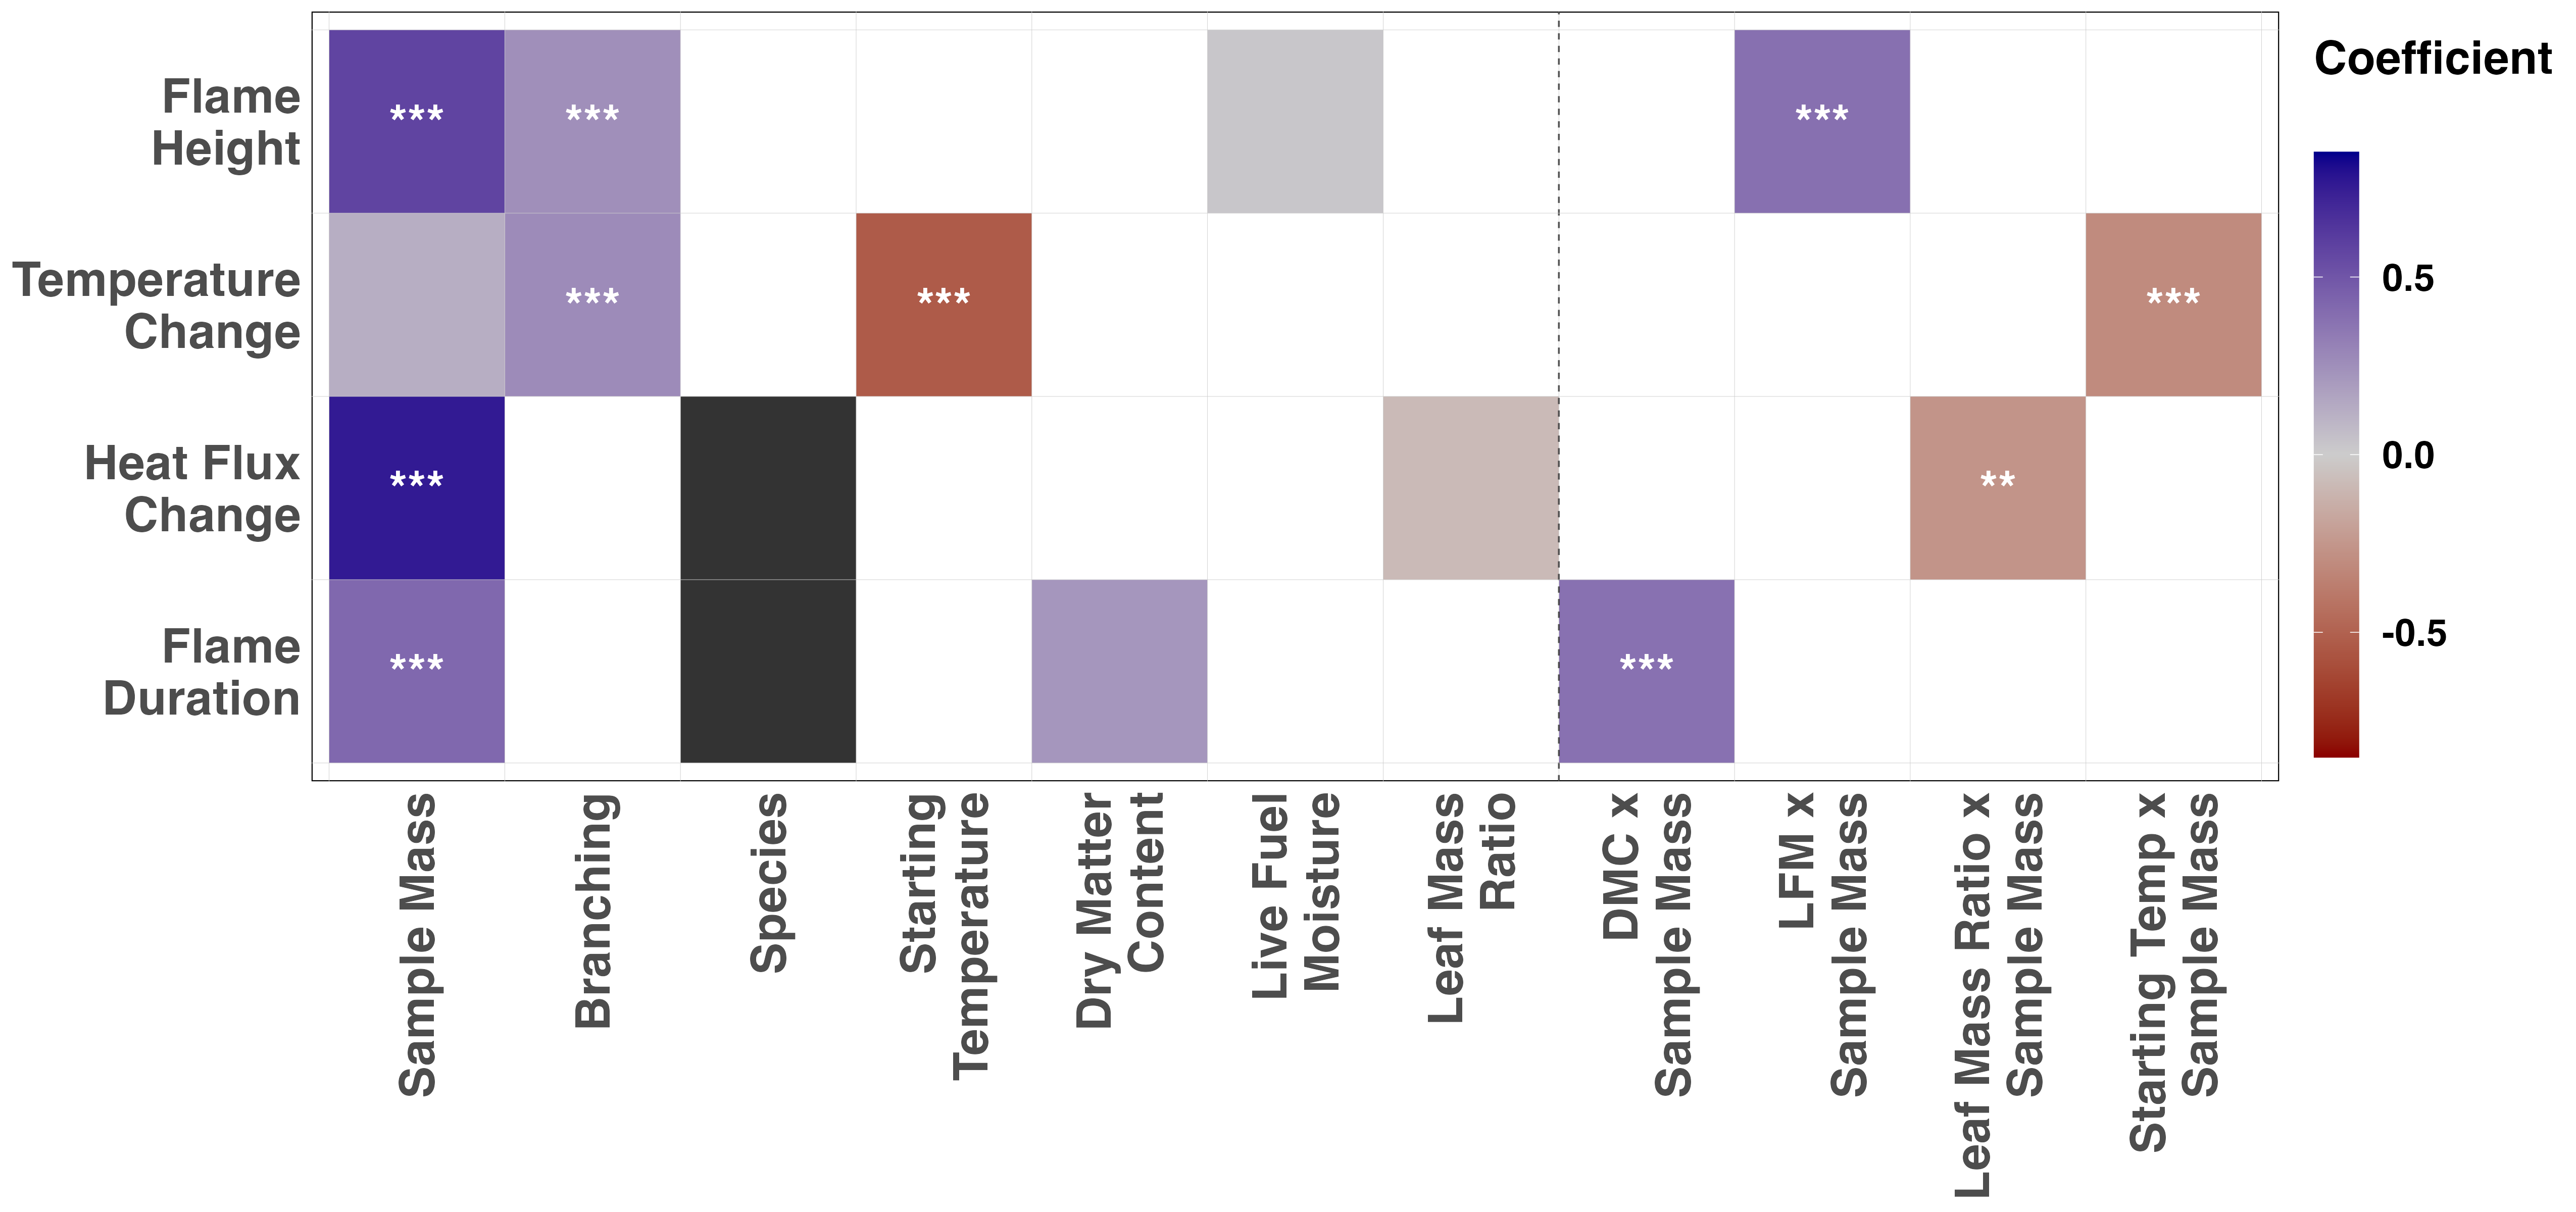 Coefficient
0.5
0.0
-0.5
Flame
Height
***
***
***
Temperature
Change
***
***
***
Heat Flux
Change
***
**
Flame
Duration
***
***
Sample Mass
Branching
Species
Starting
Temperature
Dry Matter
Content
Live Fuel
Moisture
Leaf Mass
Ratio
DMC x
Sample Mass
LFM x
Sample Mass
Leaf Mass Ratio x
Sample Mass
Starting Temp x
Sample Mass